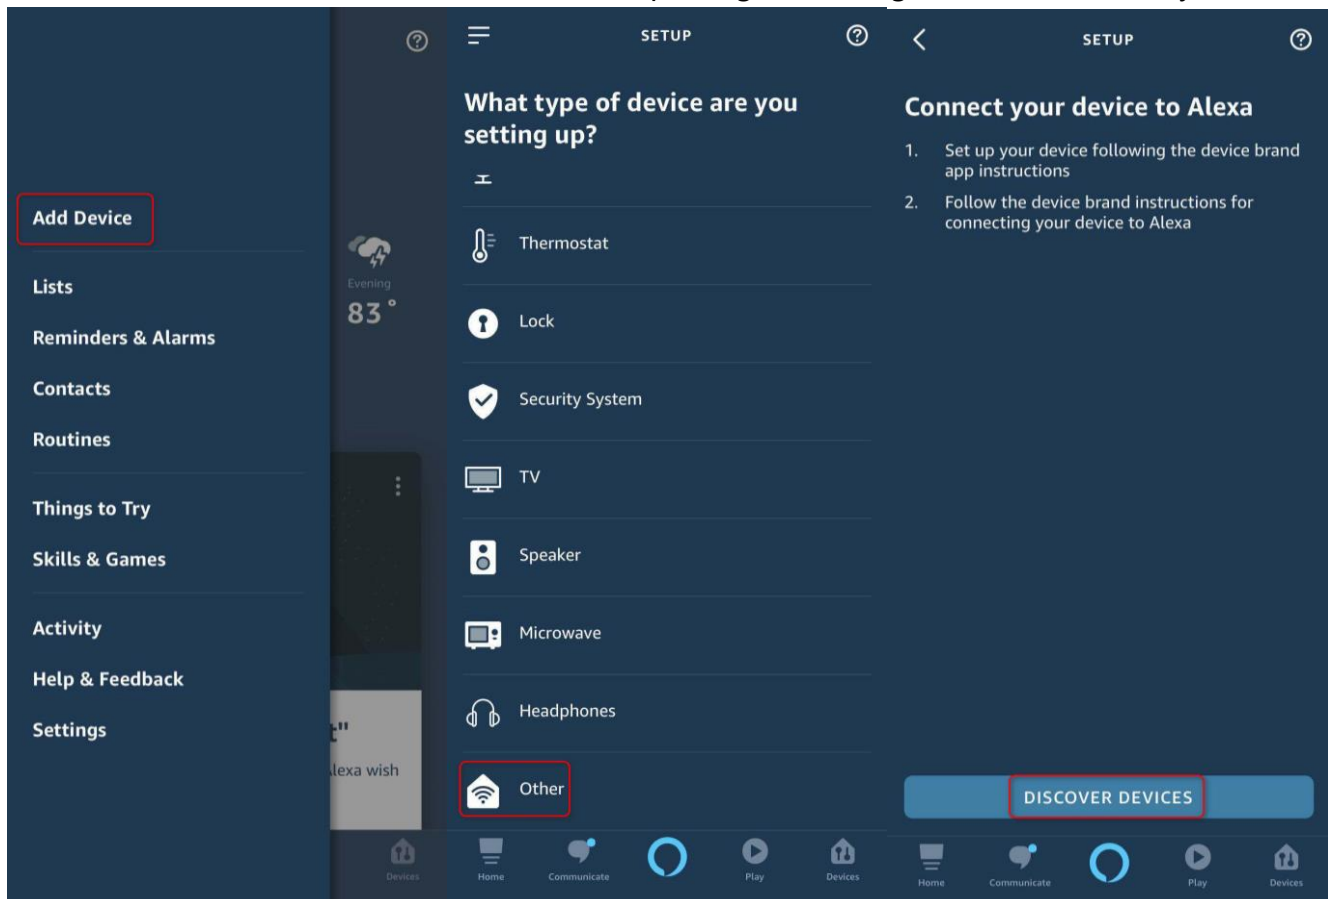 Add Device
Lists
Reminders & Alarms
Contacts
Routines
Things to Try
Skills & Games
Activity
Help & Feedback
Settings
Evening
83°
t"
Alexa wish
Devices
SETUP
What type of device are you
setting up?
Thermostat
Lock
Security System
TV
Speaker
Microwave
Headphones
Other
Home
Communicate
Play
Devices
SETUP
Connect your device to Alexa
1. Set up your device following the device brand
app instructions
2. Follow the device brand instructions for
connecting your device to Alexa
DISCOVER DEVICES
Home
Communicate
Play
Devices